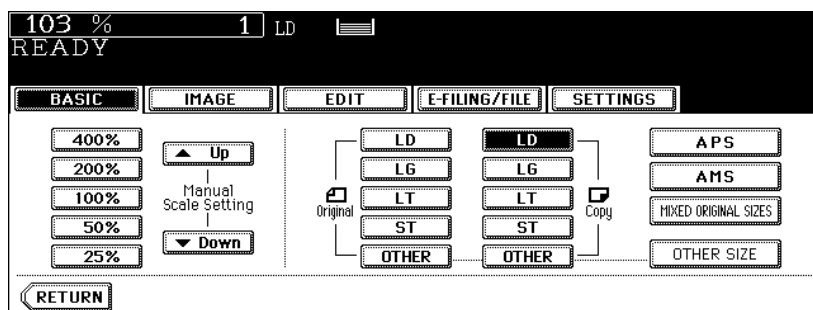 103 % 1 LD
READY
BASIC IMAGE EDIT E-FILING/FILE SETTINGS
400% Up LD LD APS
200% LG LG AMS
100% Manual Scale Setting Original LT LT Copy MIXED ORIGINAL SIZES
50% ST ST
25% Down OTHER OTHER OTHER SIZE
RETURN